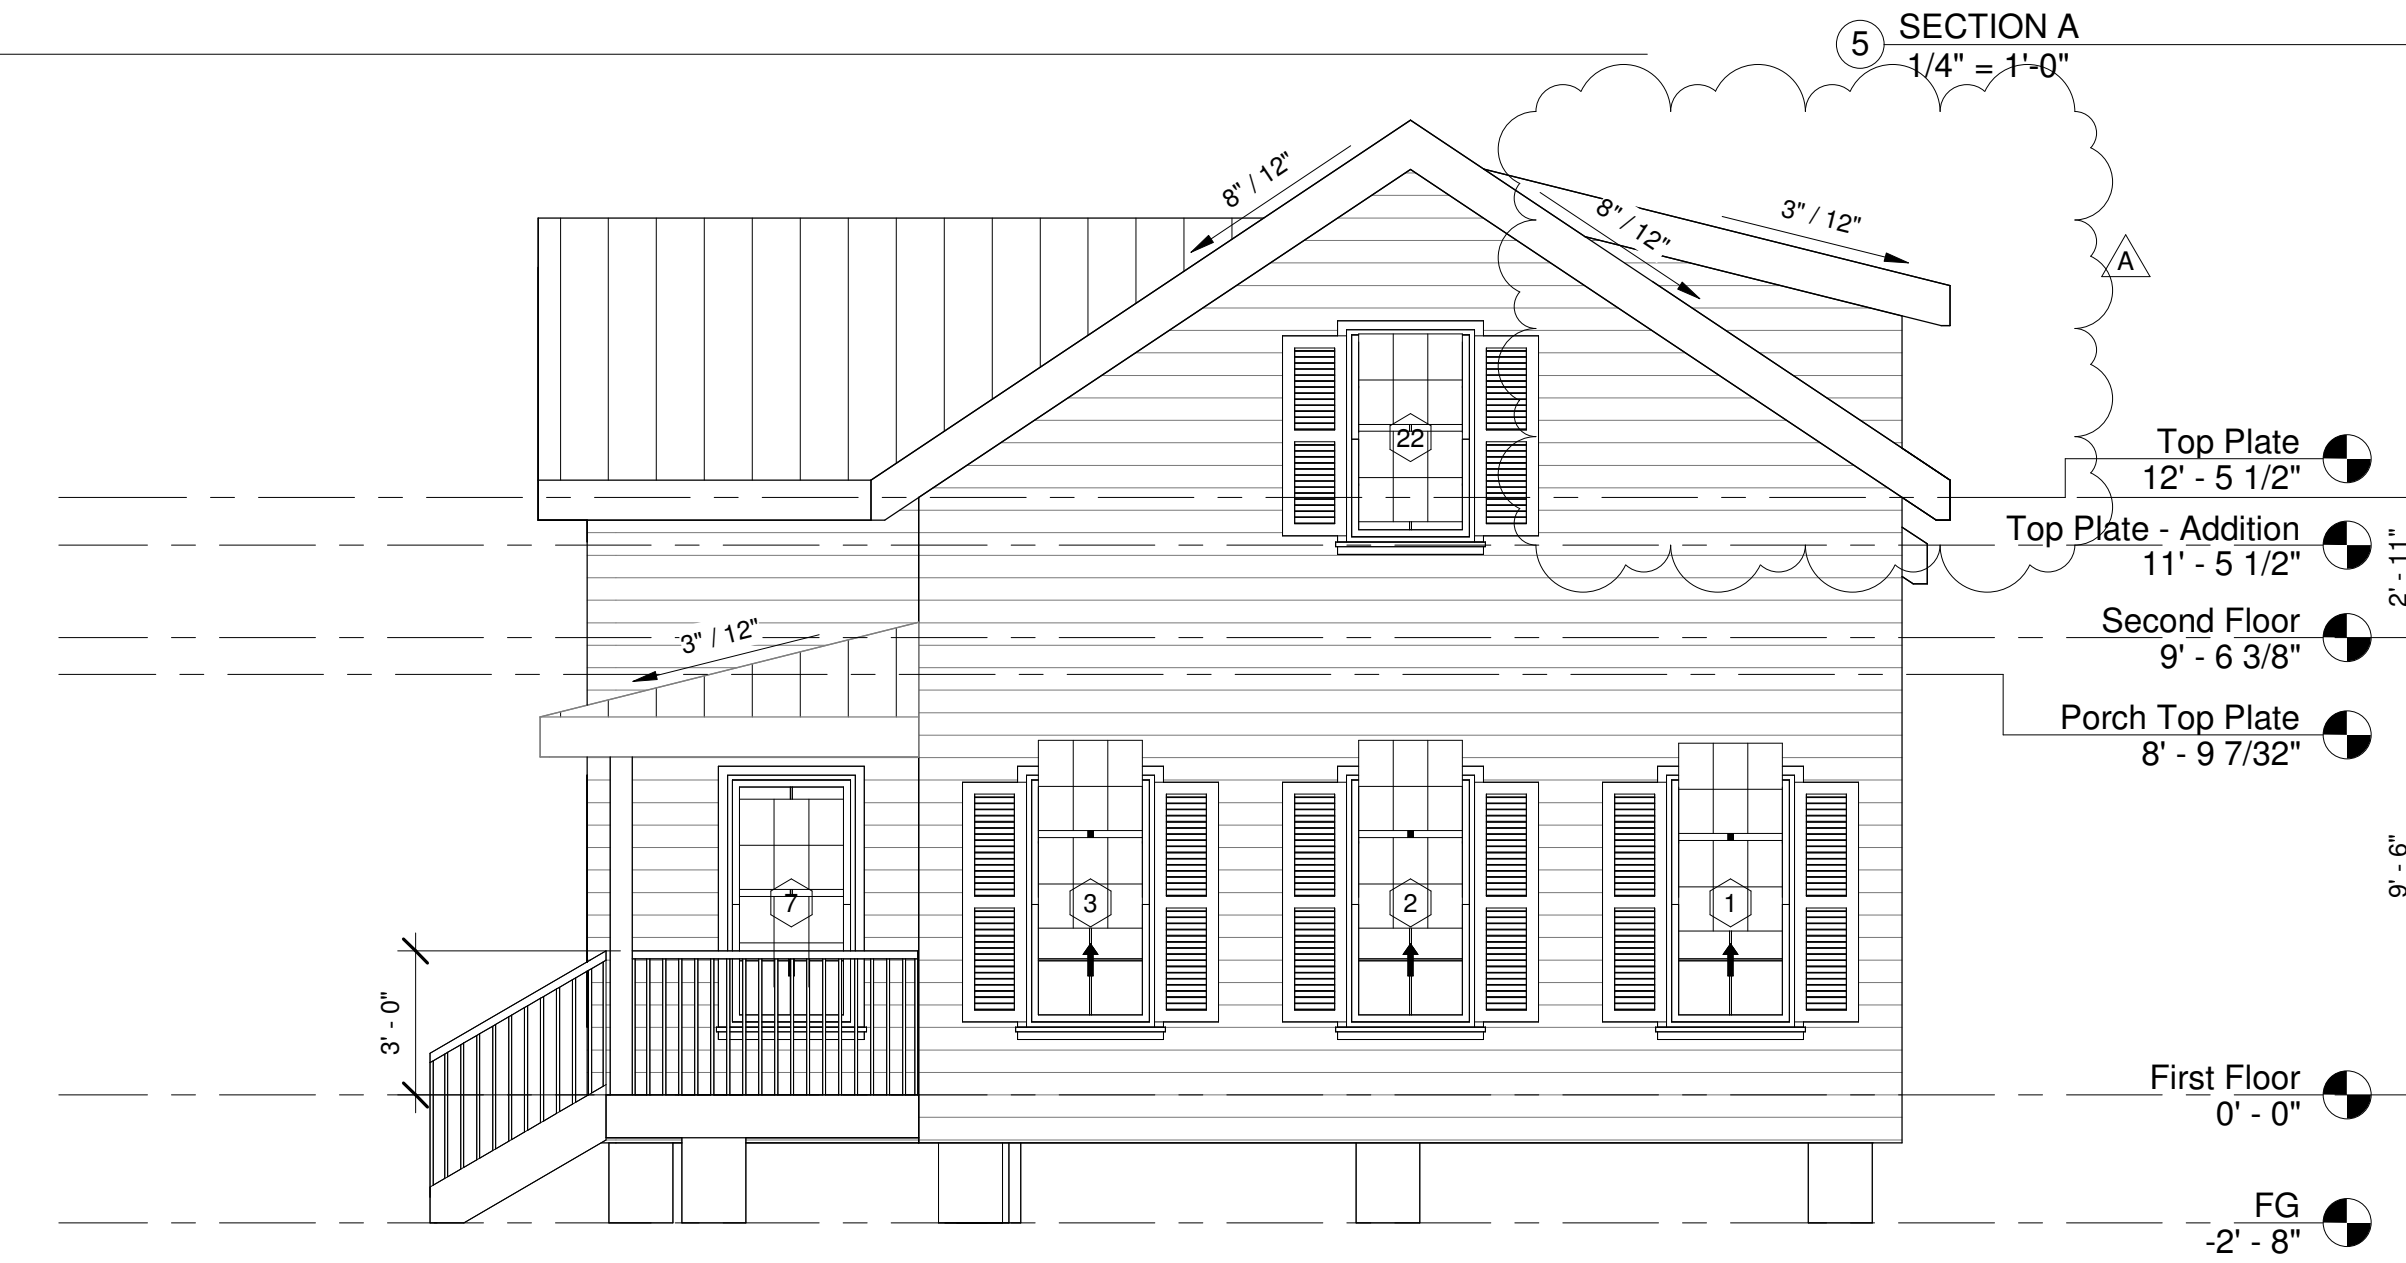 5
SECTION A
1/4" = 1'-0"
8" / 12"
8" / 12"
3" / 12"
A
22
Top Plate
12' - 5 1/2"
Top Plate - Addition
11' - 5 1/2"
2' - 11"
Second Floor
9' - 6 3/8"
3" / 12"
Porch Top Plate
8' - 9 7/32"
9' - 6"
7
3
2
1
3' - 0"
First Floor
0' - 0"
FG
-2' - 8"